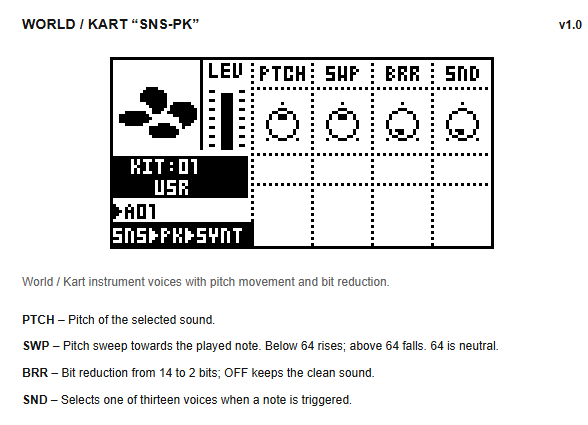 WORLD / KART “SNS-PK”
v1.0
LEV PTCH SWP BRR SND
KIT:01
USR
A01
SNS▸PK▸SYNT
World / Kart instrument voices with pitch movement and bit reduction.
PTCH – Pitch of the selected sound.
SWP – Pitch sweep towards the played note. Below 64 rises; above 64 falls. 64 is neutral.
BRR – Bit reduction from 14 to 2 bits; OFF keeps the clean sound.
SND – Selects one of thirteen voices when a note is triggered.